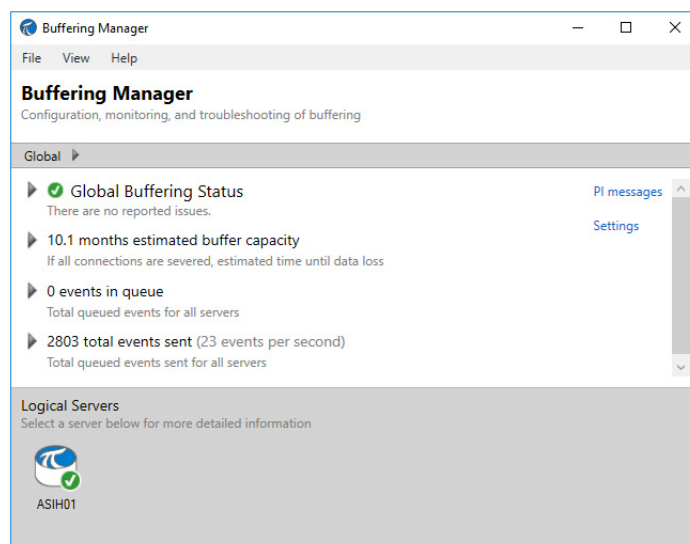 Buffering Manager
File View Help
Buffering Manager
Configuration, monitoring, and troubleshooting of buffering
Global
Global Buffering Status
PI messages
There are no reported issues.
Settings
10.1 months estimated buffer capacity
If all connections are severed, estimated time until data loss
0 events in queue
Total queued events for all servers
2803 total events sent (23 events per second)
Total queued events sent for all servers
Logical Servers
Select a server below for more detailed information
ASIH01